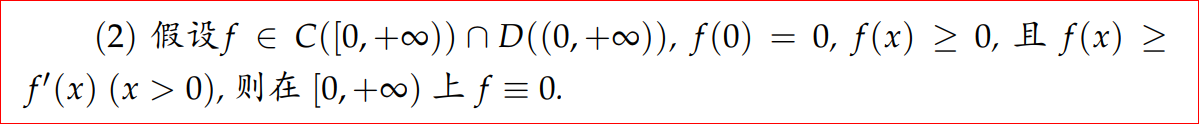 (2) 假设f ∈ C([0,+∞)) ∩ D((0,+∞)), f(0) = 0, f(x) ≥ 0, 且 f(x) ≥
f′(x) (x > 0), 则在 [0,+∞) 上 f ≡ 0.